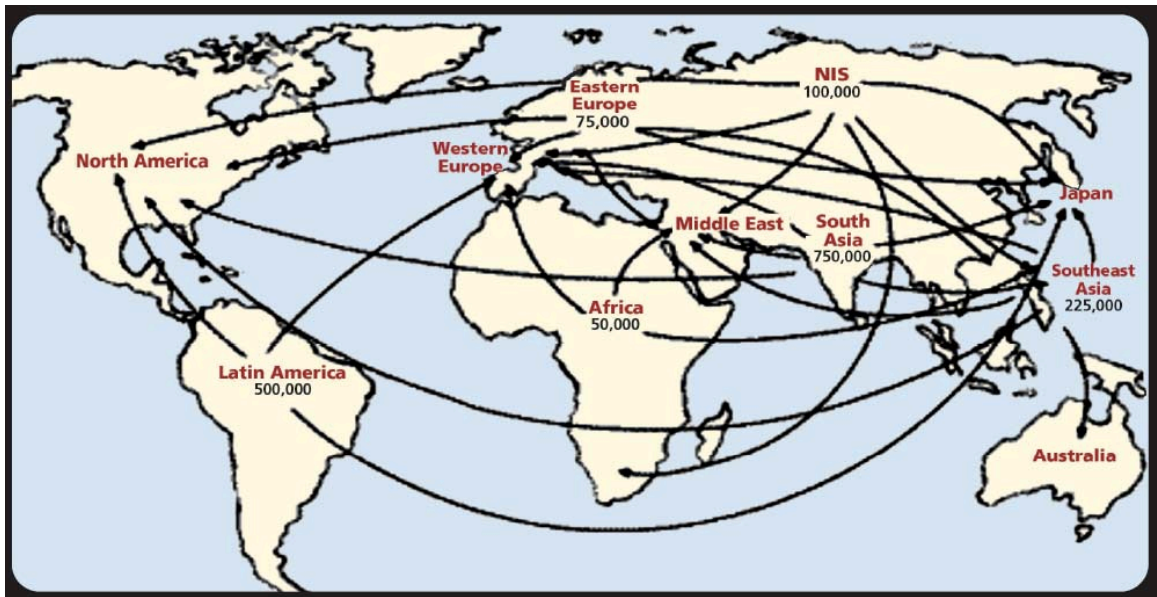 NIS
100,000
Eastern
Europe
75,000
Western
Europe
North America
Japan
Middle East
South
Asia
750,000
Southeast
Asia
225,000
Africa
50,000
Latin America
500,000
Australia